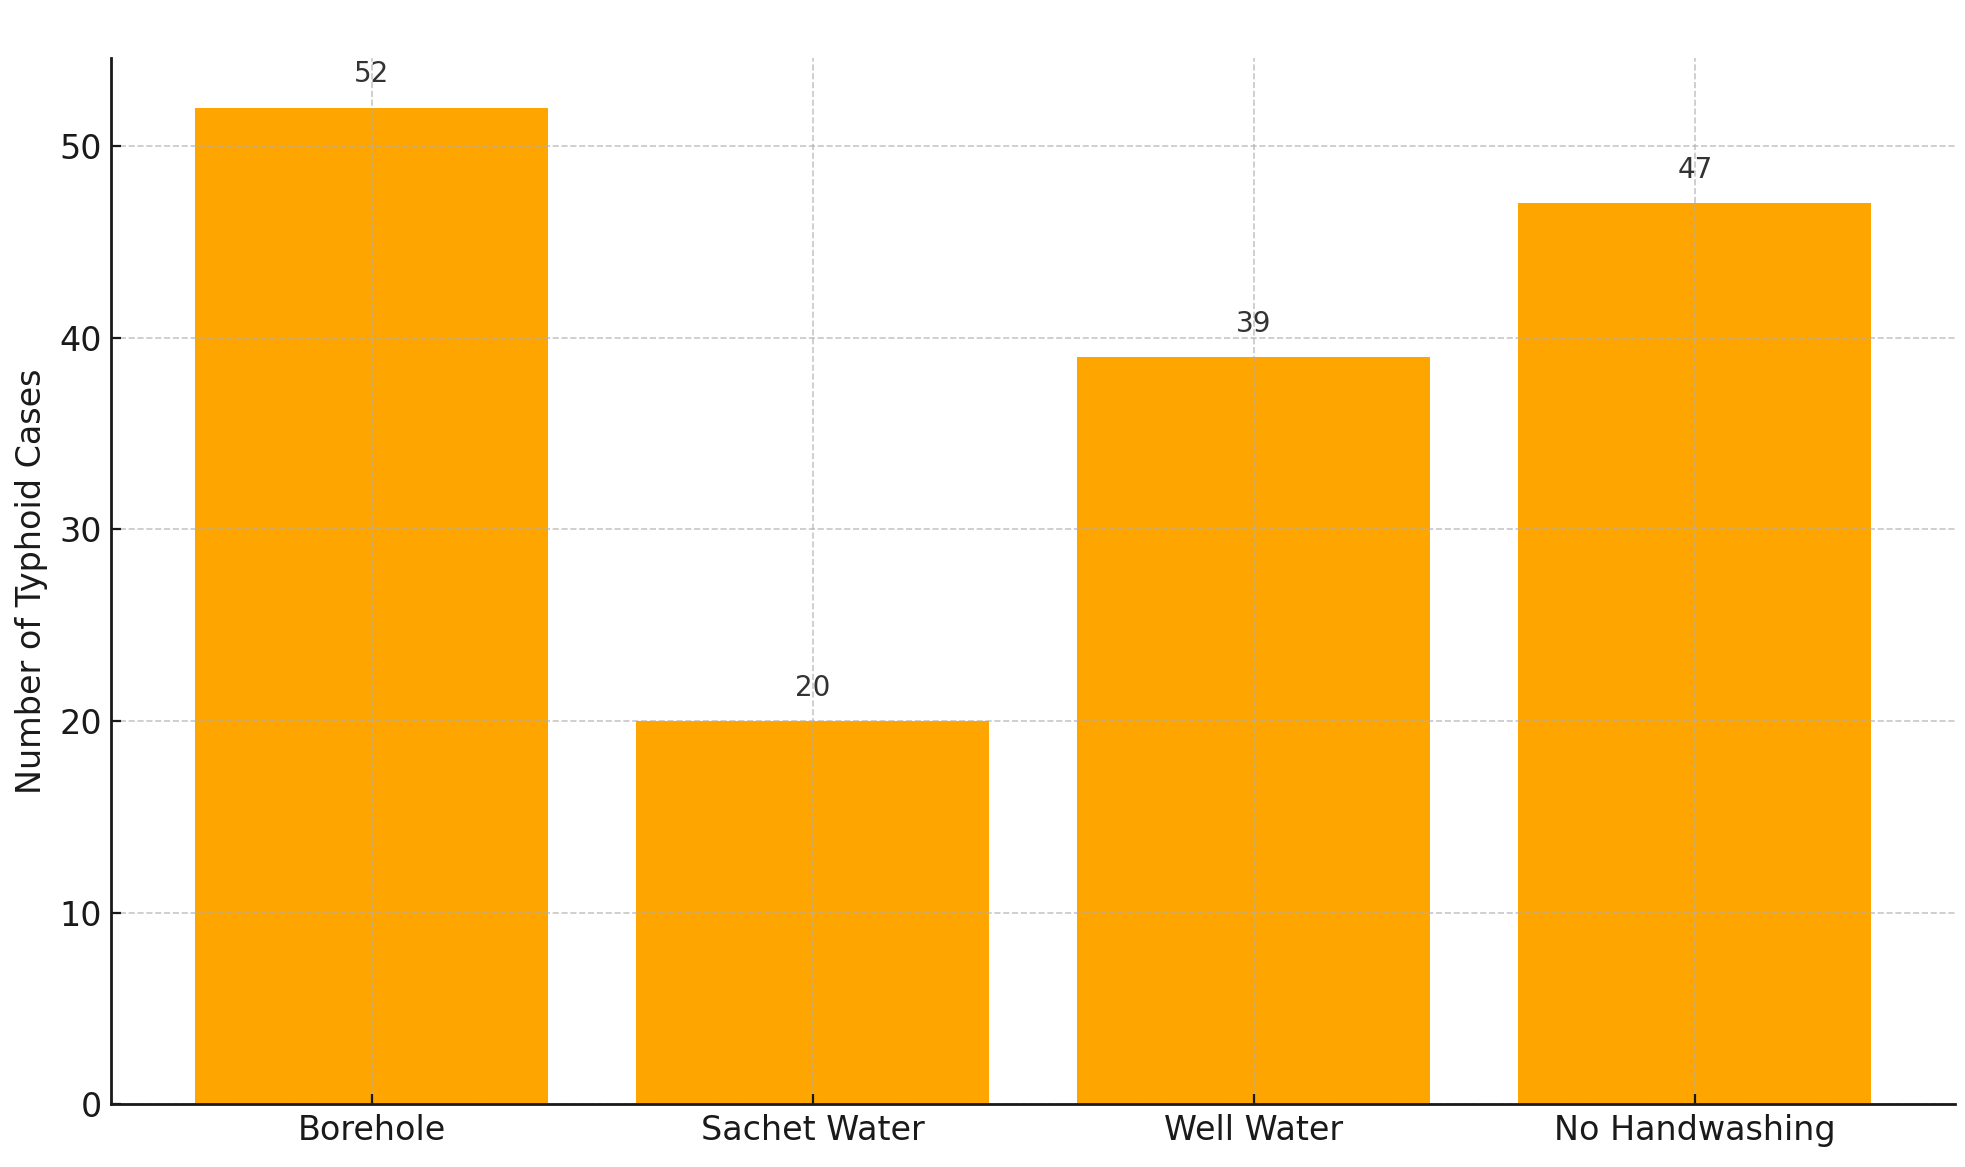 52
50
47
40
39
30
20
20
10
0
Number of Typhoid Cases
Borehole
Sachet Water
Well Water
No Handwashing